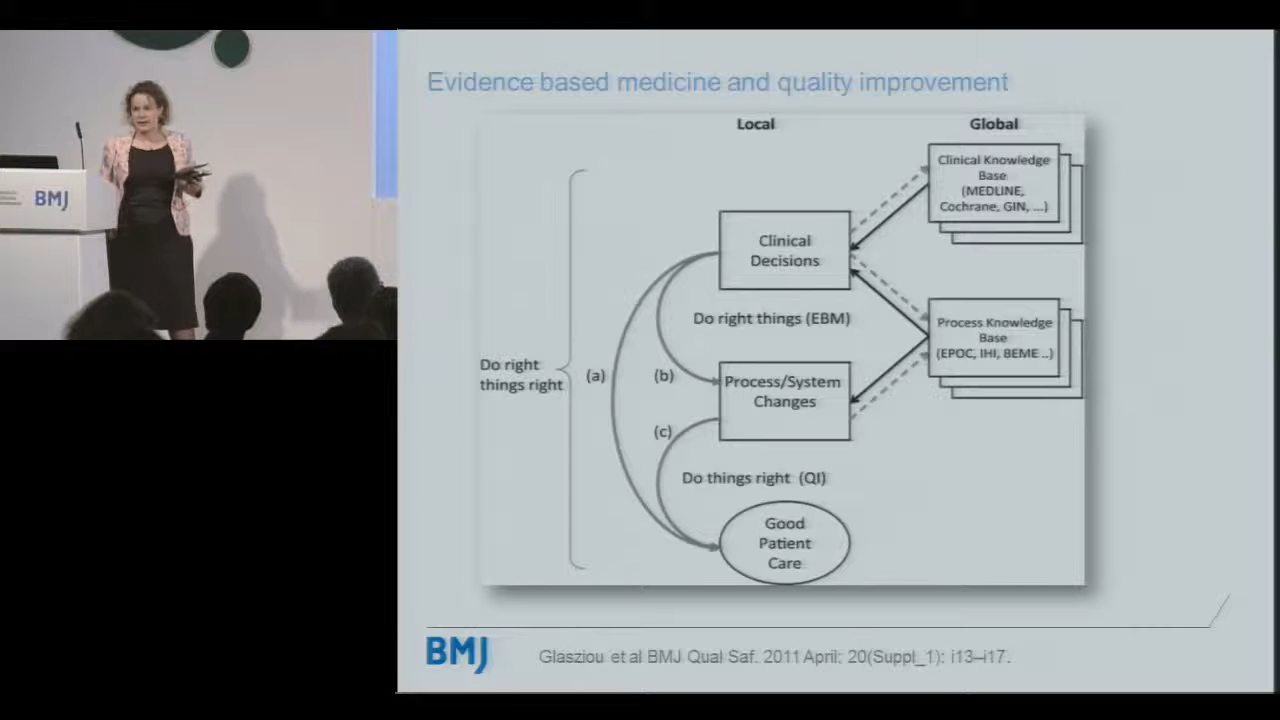 BMJ
Evidence based medicine and quality improvement
Local
Global
Clinical Knowledge
Base
(MEDLINE,
Cochrane, GIN, ...)
Clinical
Decisions
Do right things (EBM)
Process Knowledge
Base
(EPOC, IHI, BEME ..)
Do right
things right
(a)
(b)
Process/System
Changes
(c)
Do things right (QI)
Good
Patient
Care
BMJ
Glasziou et al BMJ Qual Saf. 2011 April; 20(Suppl_1): i13–i17.